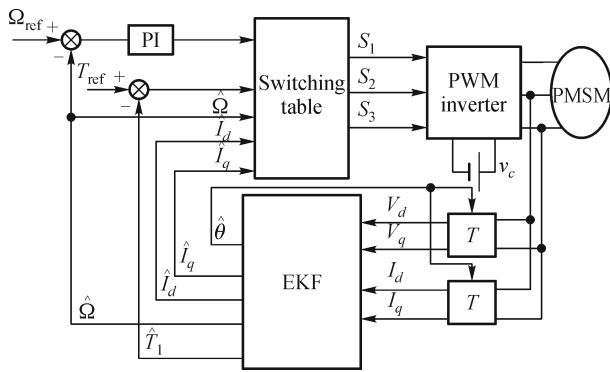 Ω_ref + −
PI
T_ref + −
Ω̂
Î_d
Î_q
Switching
table
S_1
S_2
S_3
PWM
inverter
PMSM
v_c
θ̂
Î_q
Î_d
Ω̂
T̂_1
EKF
V_d
V_q
I_d
I_q
T
T